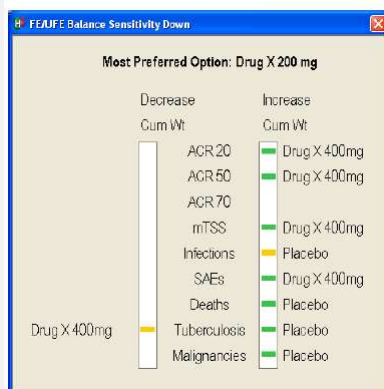 FE/UFE Balance Sensitivity Down
Most Preferred Option: Drug X 200 mg
Decrease Increase
Cum Wt Cum Wt
ACR 20 Drug X 400mg
ACR 50 Drug X 400mg
ACR 70
mTSS Drug X 400mg
Infections Placebo
SAEs Drug X 400mg
Deaths Placebo
Drug X 400mg Tuberculosis Placebo
Malignancies Placebo